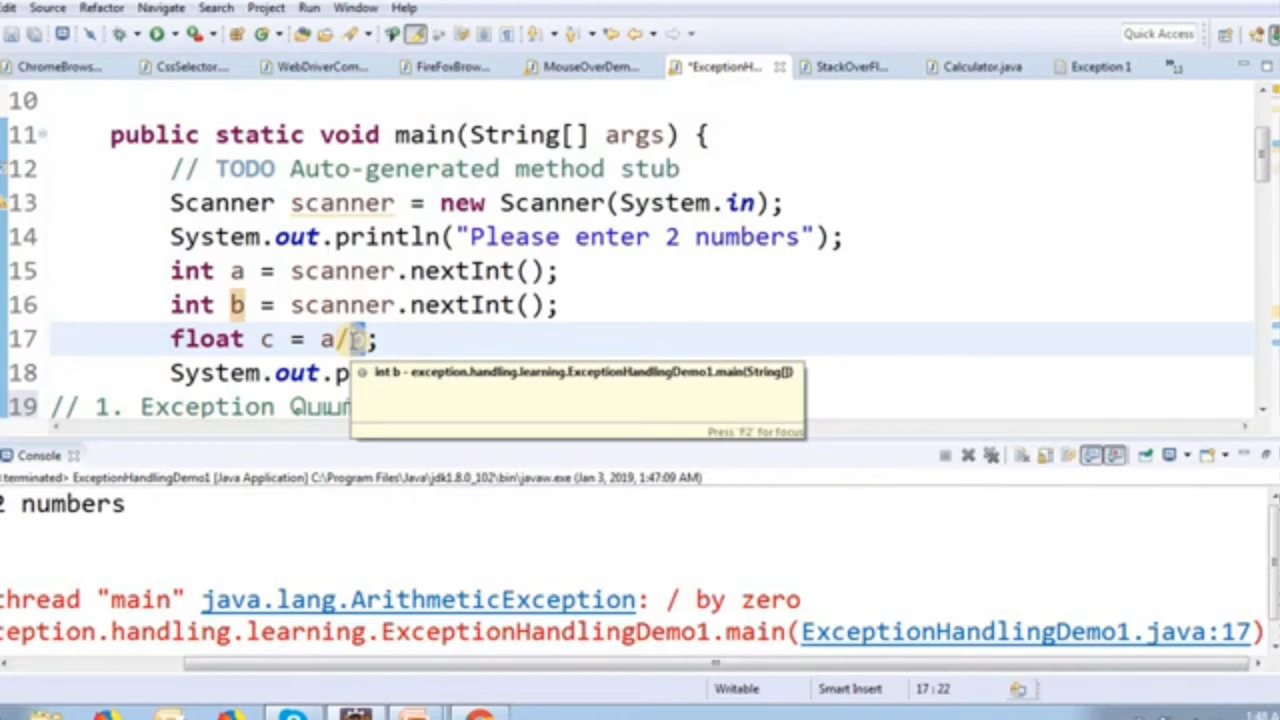 Edit Source Refactor Navigate Search Project Run Window Help
Quick Access
ChromeBrows... CssSelector.... WebDriverCom... FireFoxBrow... MouseOverDem... *ExceptionH... StackOverFl... Calculator.java Exception 1
10
11 public static void main(String[] args) {
12 // TODO Auto-generated method stub
13 Scanner scanner = new Scanner(System.in);
14 System.out.println("Please enter 2 numbers");
15 int a = scanner.nextInt();
16 int b = scanner.nextInt();
17 float c = a/b;
18 System.out.p
int b - exception.handling.learning.ExceptionHandlingDemo1.main(String[])
19 // 1. Exception
Press 'F2' for focus
Console
terminated> ExceptionHandlingDemo1 [Java Application] C:\Program Files\Java\jdk1.8.0_102\bin\javaw.exe (Jan 3, 2019, 1:47:09 AM)
2 numbers
thread "main" java.lang.ArithmeticException: / by zero
ception.handling.learning.ExceptionHandlingDemo1.main(ExceptionHandlingDemo1.java:17)
Writable Smart Insert 17 : 22